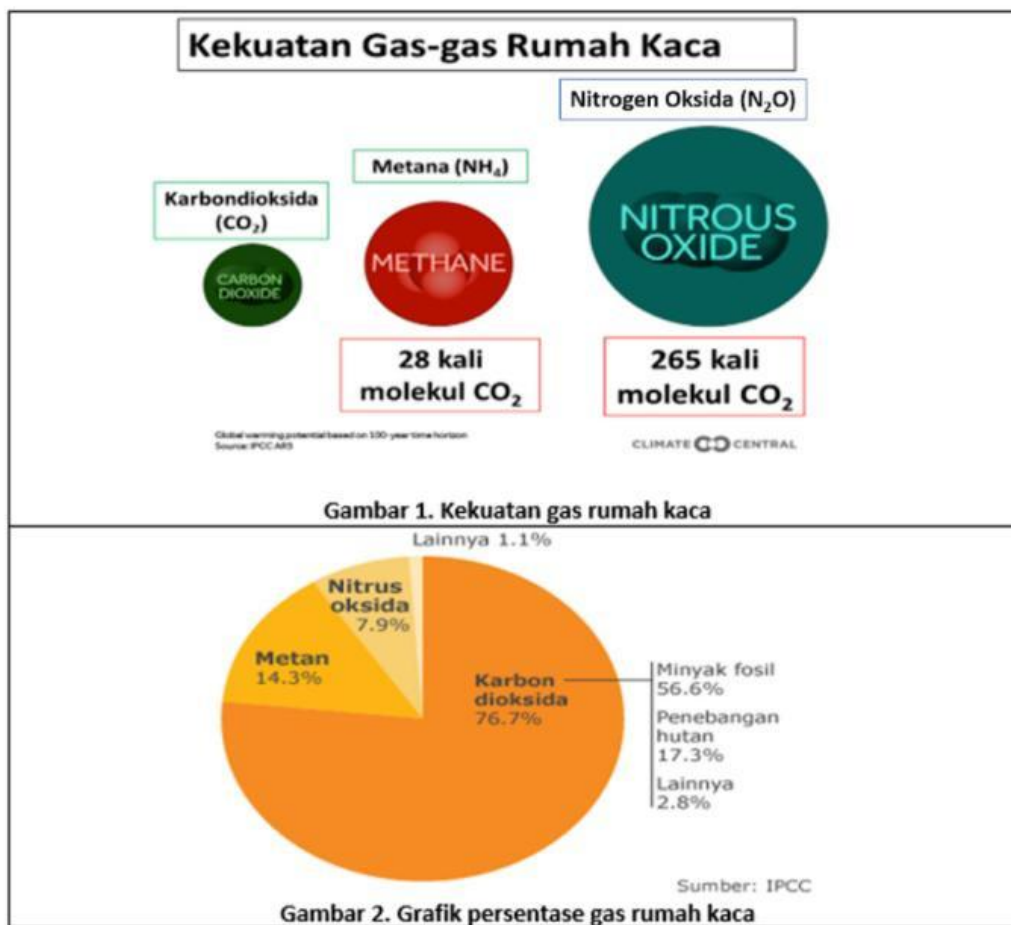 Kekuatan Gas-gas Rumah Kaca
Nitrogen Oksida (N₂O)
Metana (NH₄)
Karbondioksida
(CO₂)
NITROUS
OXIDE
METHANE
CARBON
DIOXIDE
28 kali
molekul CO₂
265 kali
molekul CO₂
Global warming potential based on 100-year time horizon
Source: IPCC AR5
CLIMATE CENTRAL
Gambar 1. Kekuatan gas rumah kaca
Lainnya 1.1%
Nitrus
oksida
7.9%
Metan
14.3%
Karbon
dioksida
76.7%
Minyak fosil
56.6%
Penebangan
hutan
17.3%
Lainnya
2.8%
Sumber: IPCC
Gambar 2. Grafik persentase gas rumah kaca